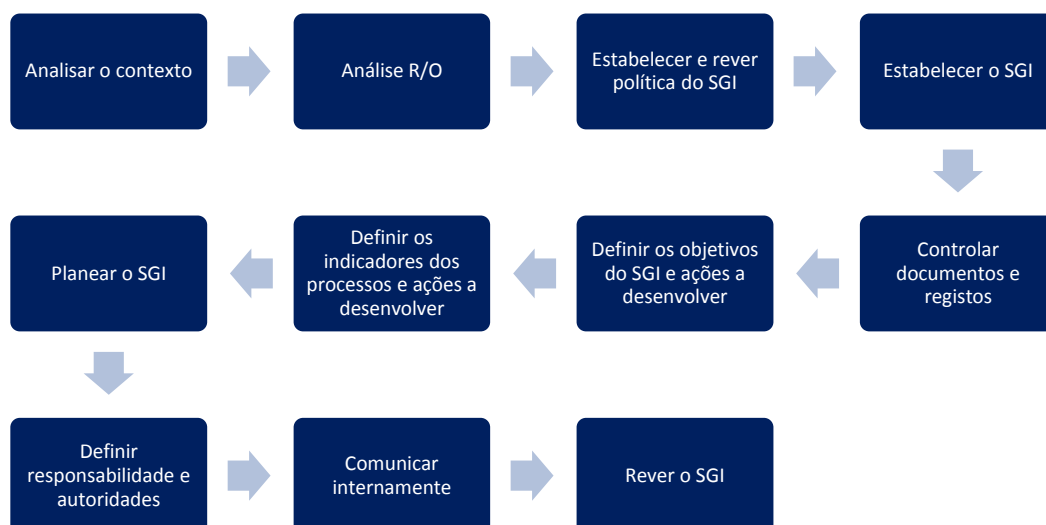 Analisar o contexto
Análise R/O
Estabelecer e rever
política do SGI
Estabelecer o SGI
Controlar
documentos e
registos
Definir os objetivos
do SGI e ações a
desenvolver
Definir os
indicadores dos
processos e ações a
desenvolver
Planear o SGI
Definir
responsabilidade e
autoridades
Comunicar
internamente
Rever o SGI